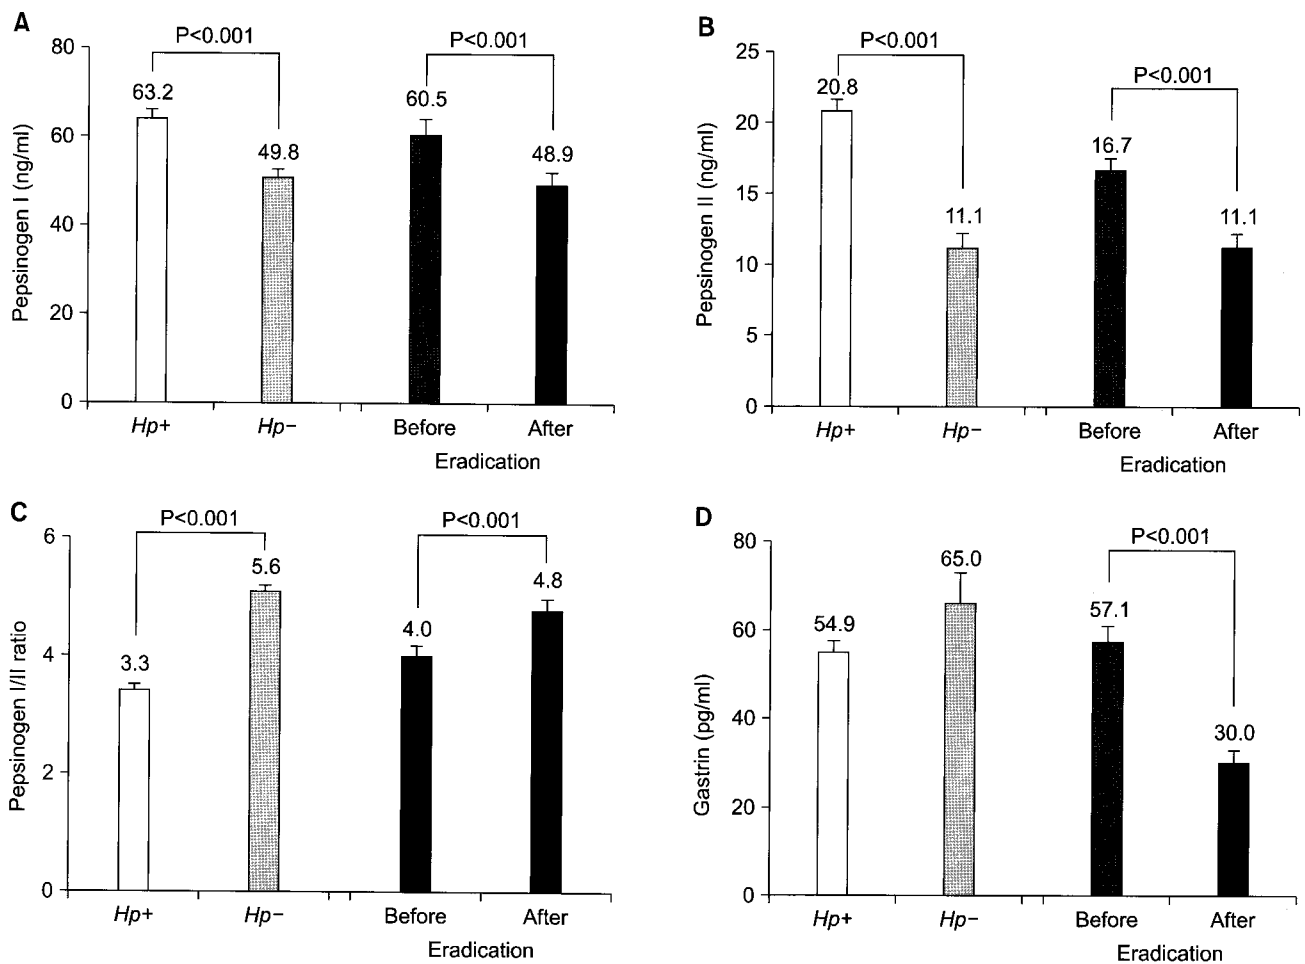 A
P<0.001
P<0.001
80
60
40
20
0
63.2
49.8
60.5
48.9
Pepsinogen I (ng/ml)
Hp+
Hp−
Before
After
Eradication
B
P<0.001
P<0.001
25
20
15
10
5
0
20.8
11.1
16.7
11.1
Pepsinogen II (ng/ml)
Hp+
Hp−
Before
After
Eradication
C
P<0.001
P<0.001
6
4
2
0
3.3
5.6
4.0
4.8
Pepsinogen I/II ratio
Hp+
Hp−
Before
After
Eradication
D
P<0.001
80
60
40
20
0
54.9
65.0
57.1
30.0
Gastrin (pg/ml)
Hp+
Hp−
Before
After
Eradication